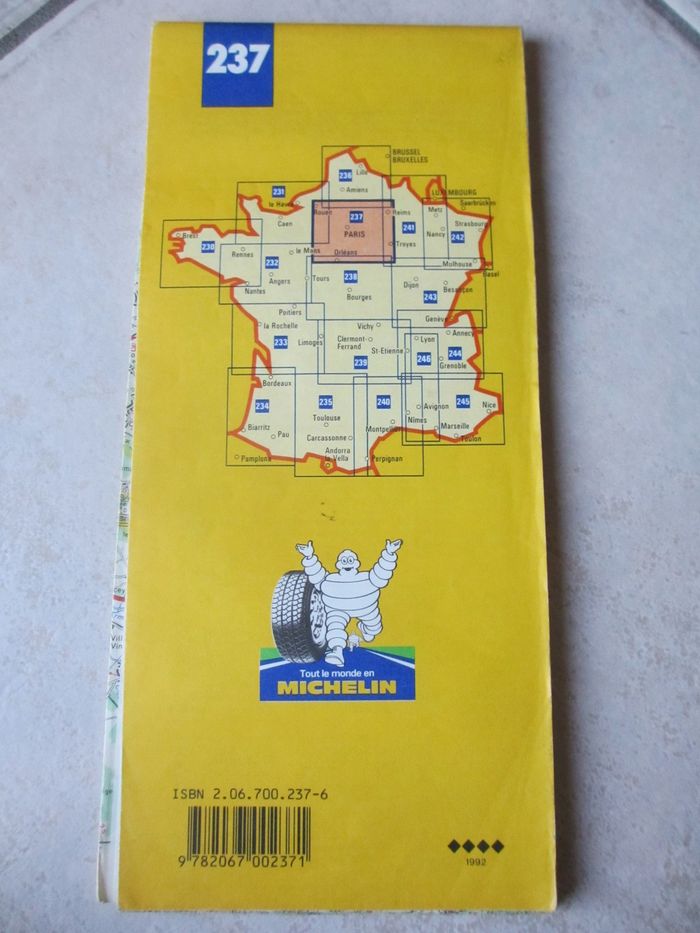 237
BRUSSEL
BRUXELLES
Lille
236
Amiens
LUXEMBOURG
231
le Havre
Rouen
237
Reims
Metz
Saarbrücken
Caen
PARIS
241
Strasbourg
Brest
230
Nancy
242
Rennes
le Mans
Orléans
Troyes
232
Mulhouse
Basel
Angers
Tours
238
Dijon
Besançon
Nantes
Bourges
243
Poitiers
Genève
la Rochelle
Vichy
Annecy
233
Limoges
Clermont-
Ferrand
Lyon
St-Etienne
246
244
239
Grenoble
Bordeaux
234
235
240
Avignon
245
Nice
Toulouse
Nîmes
Biarritz
Montpellier
Marseille
Pau
Carcassonne
Toulon
Pamplona
Andorra
la Vella
Perpignan
Tout le monde en
MICHELIN
ISBN 2.06.700.237-6
9 782067 002371
1992